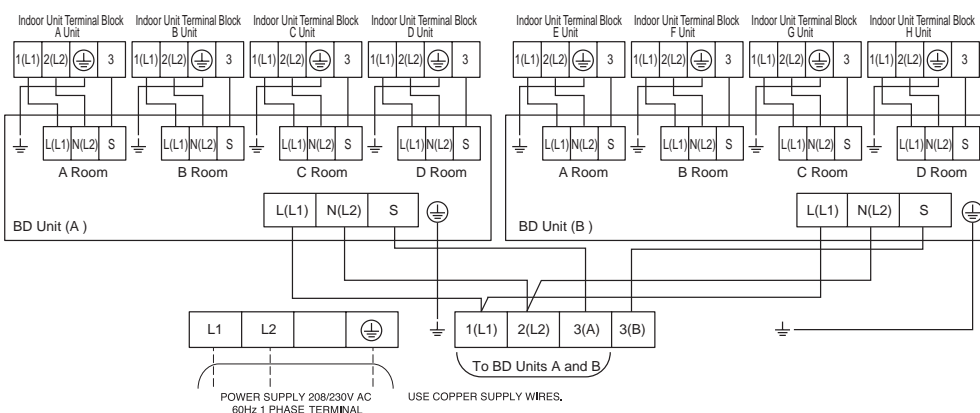 Indoor Unit Terminal Block Indoor Unit Terminal Block Indoor Unit Terminal Block Indoor Unit Terminal Block Indoor Unit Terminal Block Indoor Unit Terminal Block Indoor Unit Terminal Block Indoor Unit Terminal Block
A Unit B Unit C Unit D Unit E Unit F Unit G Unit H Unit
1(L1) 2(L2) 3 1(L1) 2(L2) 3 1(L1) 2(L2) 3 1(L1) 2(L2) 3 1(L1) 2(L2) 3 1(L1) 2(L2) 3 1(L1) 2(L2) 3 1(L1) 2(L2) 3
L(L1) N(L2) S L(L1) N(L2) S L(L1) N(L2) S L(L1) N(L2) S L(L1) N(L2) S L(L1) N(L2) S L(L1) N(L2) S L(L1) N(L2) S
A Room B Room C Room D Room A Room B Room C Room D Room
L(L1) N(L2) S L(L1) N(L2) S
BD Unit (A ) BD Unit (B )
L1 L2 1(L1) 2(L2) 3(A) 3(B)
To BD Units A and B
POWER SUPPLY 208/230V AC USE COPPER SUPPLY WIRES.
60Hz 1 PHASE TERMINAL